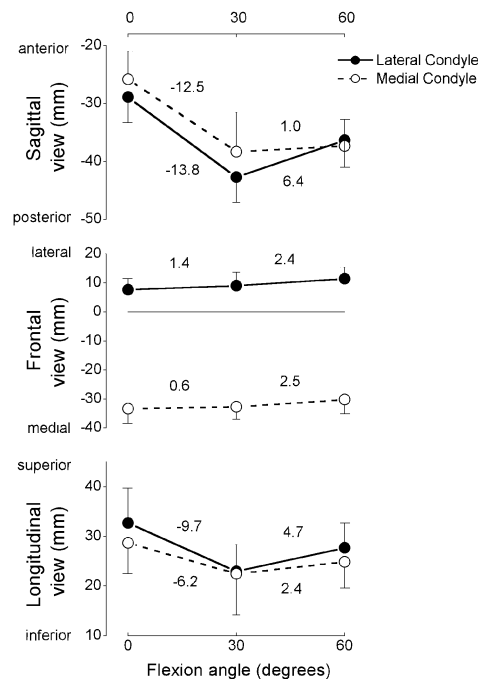 0 30 60
anterior
-20
-30
-40
-50
posterior
Sagittal
view (mm)
-12.5
1.0
-13.8
6.4
Lateral Condyle
Medial Condyle
lateral
20
10
0
-10
-20
-30
-40
medial
Frontal
view (mm)
1.4
2.4
0.6
2.5
superior
40
30
20
10
inferior
Longitudinal
view (mm)
-9.7
4.7
-6.2
2.4
0 30 60
Flexion angle (degrees)